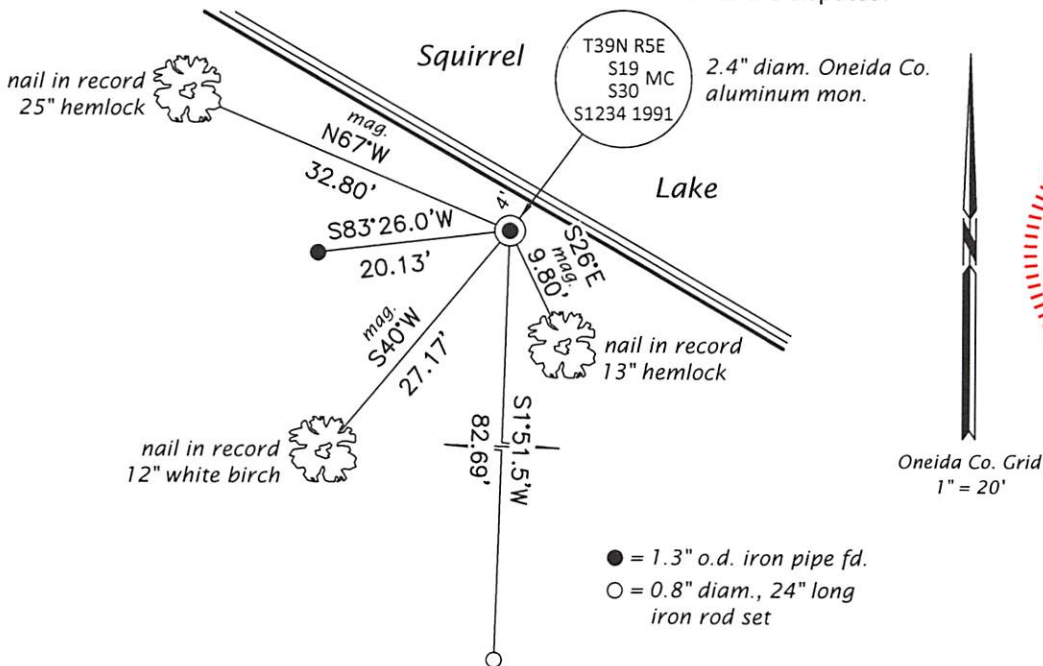 Squirrel
Lake
T39N R5E
S19
MC
S30
S1234 1991
2.4" diam. Oneida Co.
aluminum mon.
nail in record
25" hemlock
mag.
N67°W
32.80'
S83°26.0'W
20.13'
4'
S26°E
mag.
9.80'
mag.
S40°W
27.17'
nail in record
13" hemlock
nail in record
12" white birch
S1°51.5'W
82.69'
N
Oneida Co. Grid
1" = 20'
● = 1.3" o.d. iron pipe fd.
○ = 0.8" diam., 24" long
iron rod set